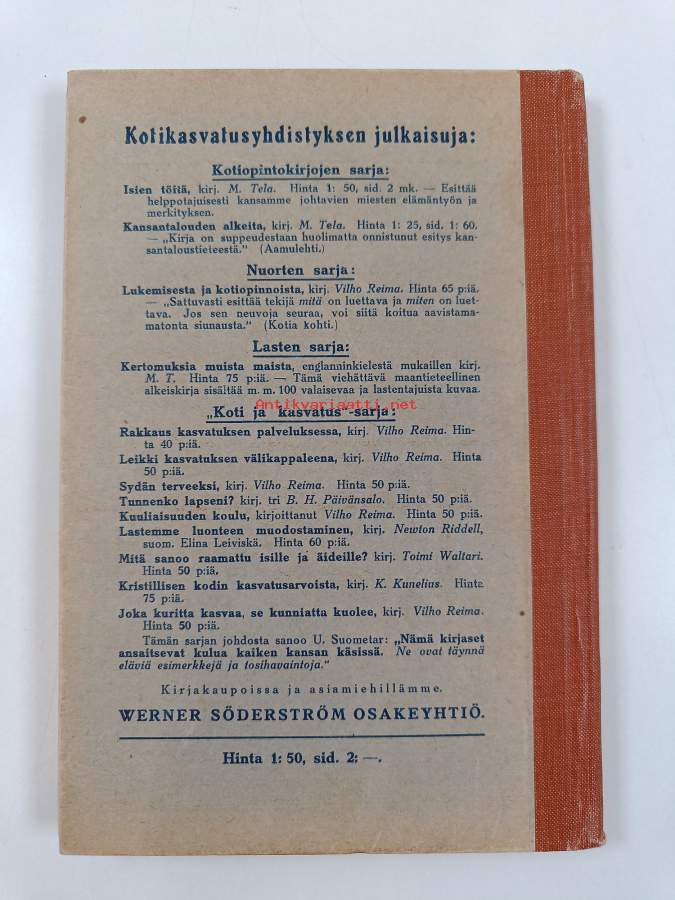 Kotikasvatusyhdistyksen julkaisuja:
Kotiopintokirjojen sarja:
Isien töitä, kirj. M. Tela. Hinta 1: 50, sid. 2 mk. — Esittää
helppotajuisesti kansamme johtavien miesten elämäntyön ja
merkityksen.
Kansantalouden alkeita, kirj. M. Tela. Hinta 1: 25, sid. 1: 60.
— „Kirja on suppeudestaan huolimatta onnistunut esitys kan-
santaloustieteestä.” (Aamulehti.)
Nuorten sarja:
Lukemisesta ja kotiopinnoista, kirj. Vilho Reima. Hinta 65 p:iä.
— „Sattuvasti esittää tekijä mitä on luettava ja miten on luet-
tava. Jos sen neuvoja seuraa, voi siitä koitua aavistama-
matonta siunausta.” (Kotia kohti.)
Lasten sarja:
Kertomuksia muista maista, englanninkielestä mukaillen kirj.
M. T. Hinta 75 p:iä. — Tämä viehättävä maantieteellinen
alkeiskirja sisältää m. m. 100 valaisevaa ja lastentajuista kuvaa.
Antikvariaatti.net
„Koti ja kasvatus”-sarja:
Rakkaus kasvatuksen palveluksessa, kirj. Vilho Reima. Hin-
ta 40 p:iä.
Leikki kasvatuksen välikappaleena, kirj. Vilho Reima. Hinta
50 p:iä.
Sydän terveeksi, kirj. Vilho Reima. Hinta 50 p:iä.
Tunnenko lapseni? kirj. tri B. H. Päivänsalo. Hinta 50 p:iä.
Kuuliaisuuden koulu, kirjoittanut Vilho Reima. Hinta 50 p:iä.
Lastemme luonteen muodostaminen, kirj. Newton Riddell,
suom. Elina Leiviskä. Hinta 60 p:iä.
Mitä sanoo raamattu isille ja äideille? kirj. Toimi Waltari.
Hinta 50 p:iä.
Kristillisen kodin kasvatusarvoista, kirj. K. Kunelius. Hinta
75 p:iä.
Joka kuritta kasvaa, se kunniatta kuolee, kirj. Vilho Reima.
Hinta 50 p:iä.
Tämän sarjan johdosta sanoo U. Suometar: „Nämä kirjaset
ansaitsevat kulua kaiken kansan käsissä. Ne ovat täynnä
eläviä esimerkkejä ja tosihavaintoja.”
Kirjakaupoissa ja asiamiehillämme.
WERNER SÖDERSTRÖM OSAKEYHTIÖ.
Hinta 1: 50, sid. 2: —.